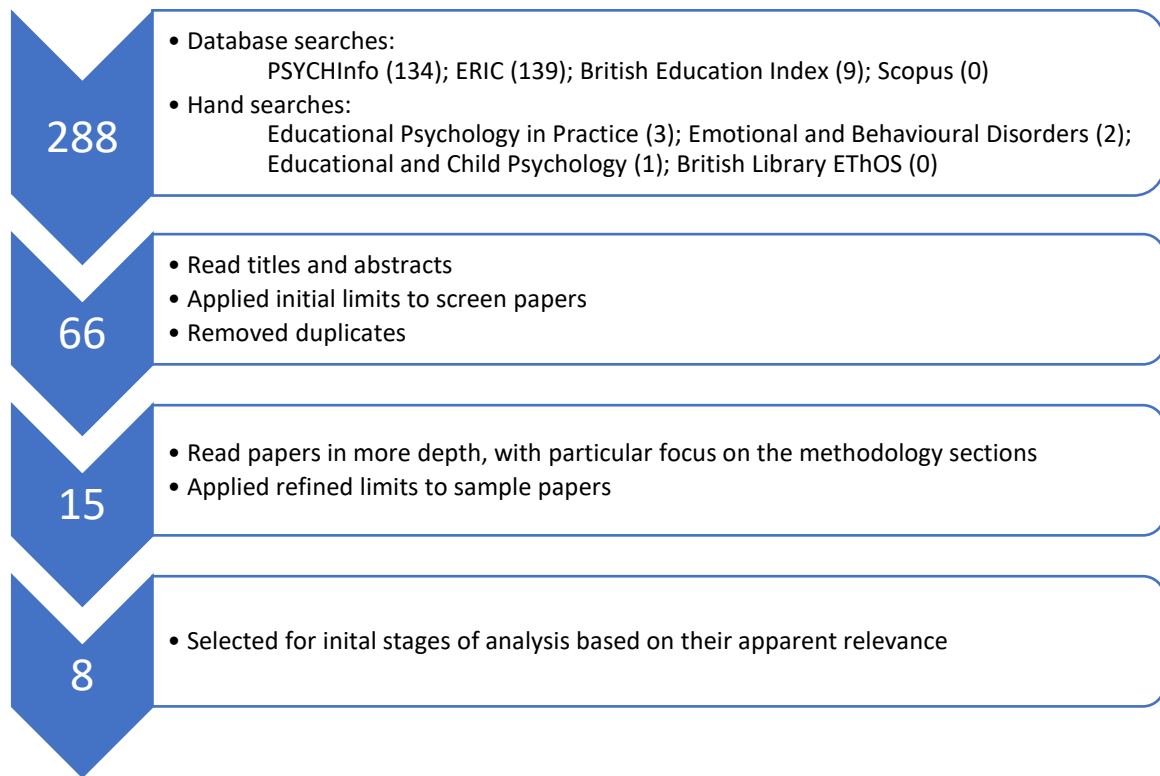 288
• Database searches:
PSYCHInfo (134); ERIC (139); British Education Index (9); Scopus (0)
• Hand searches:
Educational Psychology in Practice (3); Emotional and Behavioural Disorders (2);
Educational and Child Psychology (1); British Library EThOS (0)
66
• Read titles and abstracts
• Applied initial limits to screen papers
• Removed duplicates
15
• Read papers in more depth, with particular focus on the methodology sections
• Applied refined limits to sample papers
8
• Selected for inital stages of analysis based on their apparent relevance